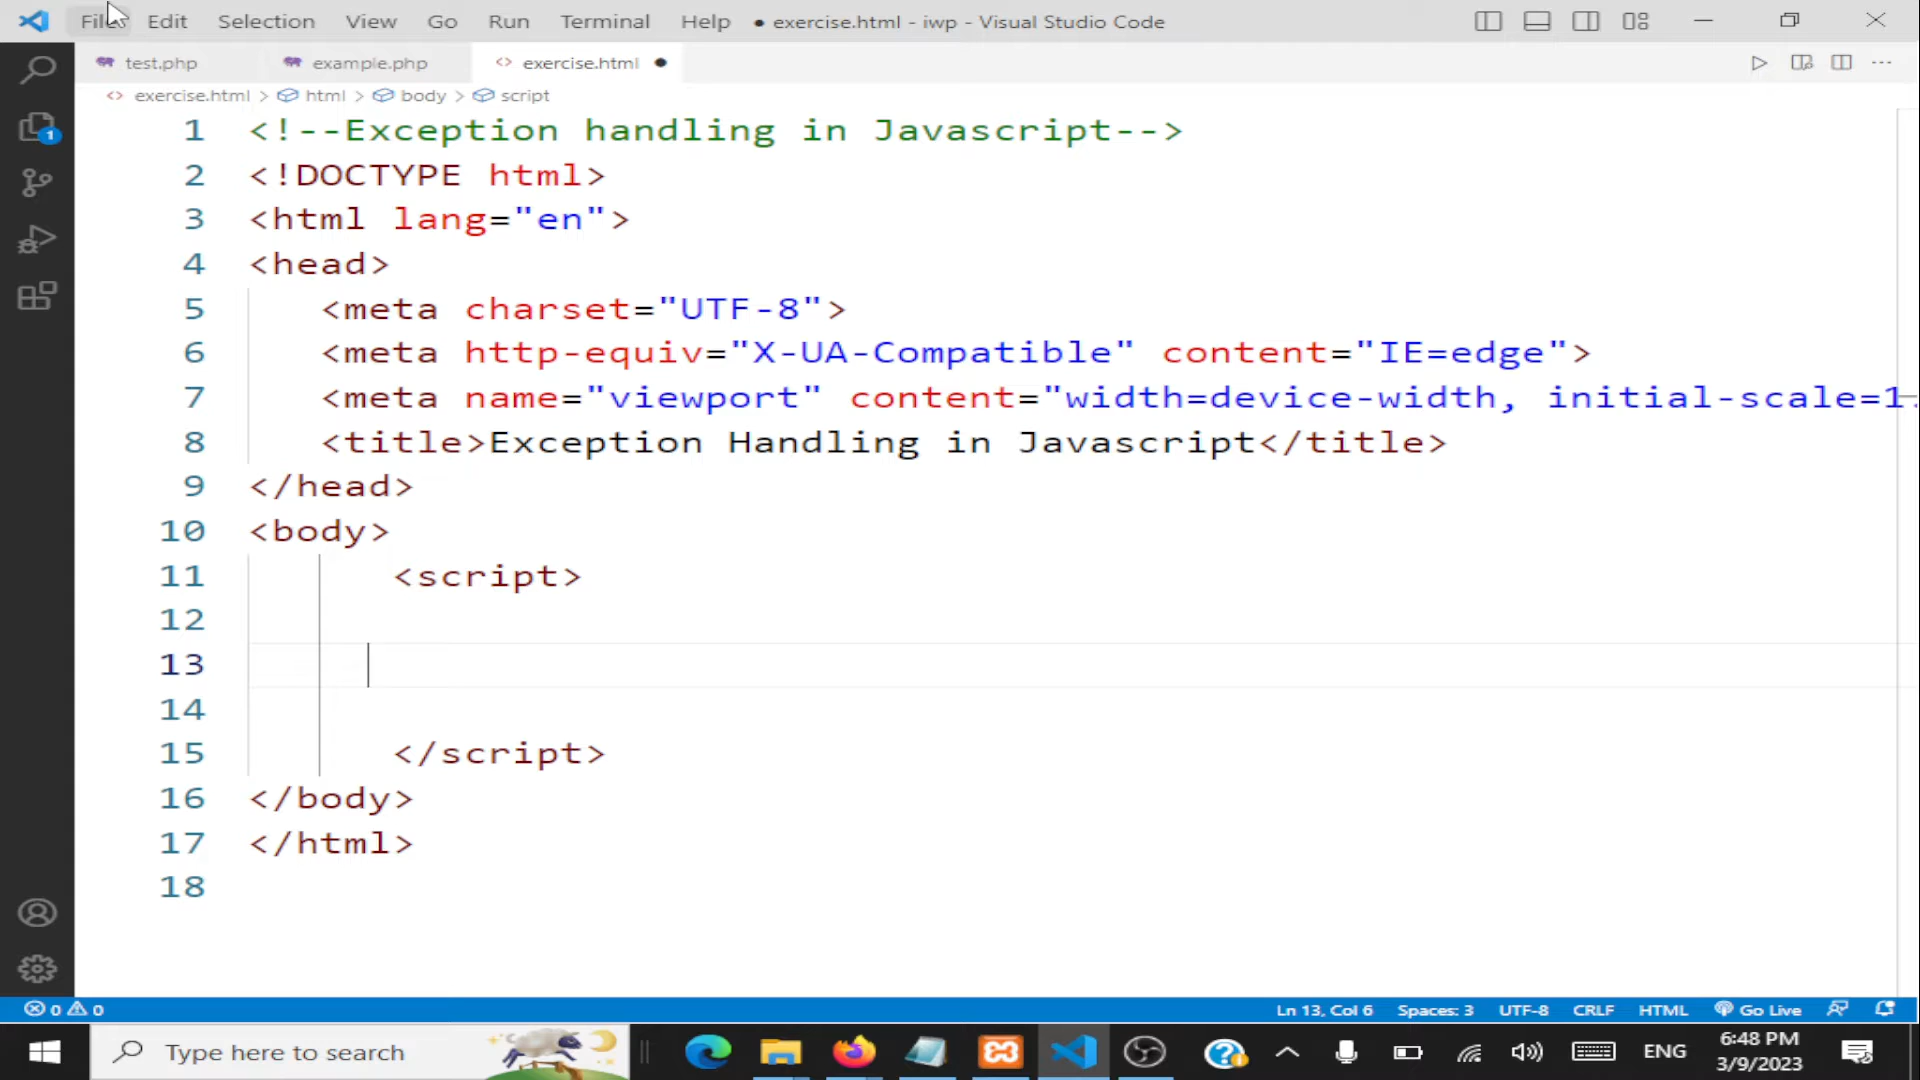 File Edit Selection View Go Run Terminal Help ● exercise.html - iwp - Visual Studio Code
test.php example.php <> exercise.html ●
<> exercise.html > html > body > script
1 <!--Exception handling in Javascript-->
2 <!DOCTYPE html>
3 <html lang="en">
4 <head>
5 <meta charset="UTF-8">
6 <meta http-equiv="X-UA-Compatible" content="IE=edge">
7 <meta name="viewport" content="width=device-width, initial-scale=1.
8 <title>Exception Handling in Javascript</title>
9 </head>
10 <body>
11 <script>
12
13
14
15 </script>
16 </body>
17 </html>
18
1
0 0 Ln 13, Col 6 Spaces: 3 UTF-8 CRLF HTML Go Live
Type here to search ENG 6:48 PM
3/9/2023